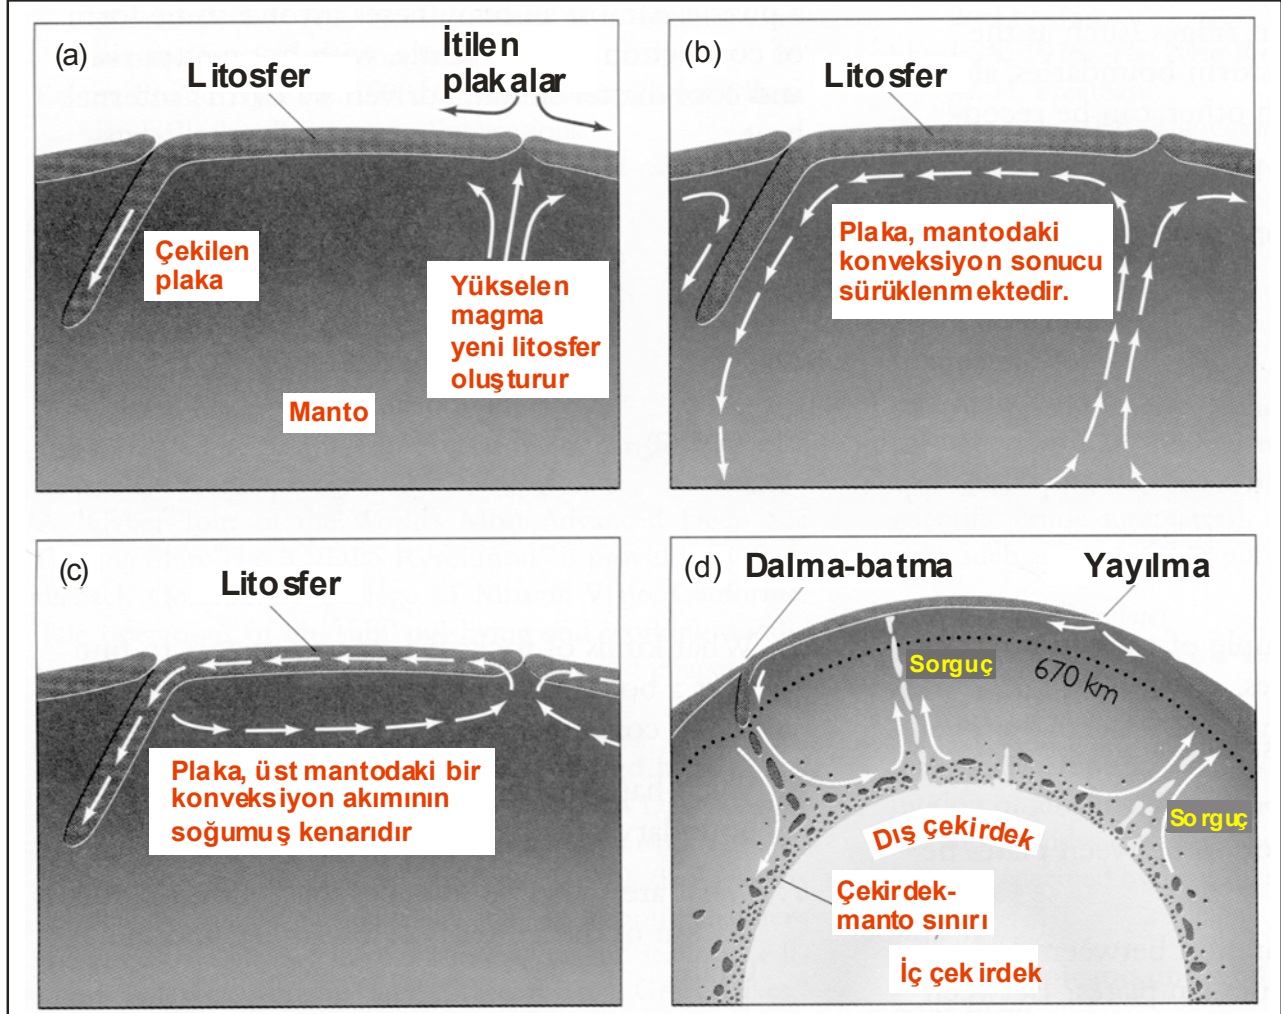 (a)
İtilen
plakalar
Litosfer
Çekilen
plaka
Yükselen
magma
yeni litosfer
oluşturur
Manto
(b)
Litosfer
Plaka, mantodaki
konveksiyon sonucu
sürüklenmektedir.
(c)
Litosfer
Plaka, üst mantodaki bir
konveksiyon akımının
soğumuş kenarıdır
(d)
Dalma-batma
Yayılma
Sorguç
670 km
Sorguç
Dış çekirdek
Çekirdek-
manto sınırı
İç çekirdek